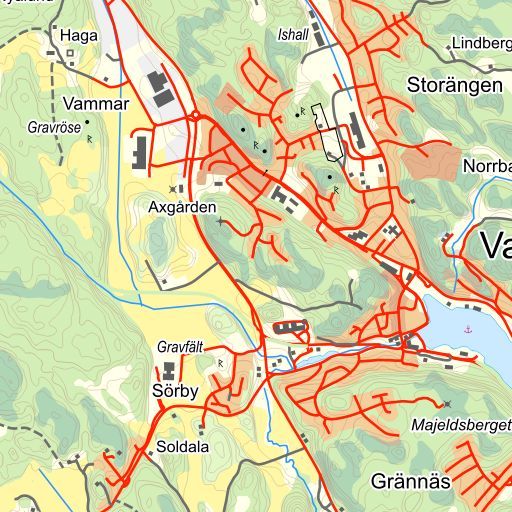 Haga
Ishall
Lindberg
Storängen
Vammar
Gravröse
R
R
R
R
Norrba
Axgården
Va
Gravfält
Sörby
R
Majeldsberget
Soldala
Grännäs